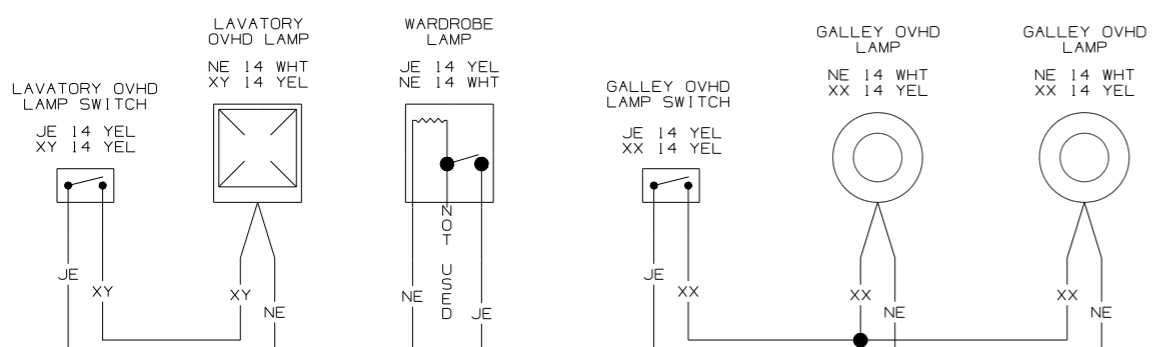 LAVATORY OVHD
LAMP SWITCH
JE 14 YEL
XY 14 YEL
JE
XY
LAVATORY
OVHD LAMP
NE 14 WHT
XY 14 YEL
XY
NE
WARDROBE
LAMP
JE 14 YEL
NE 14 WHT
NE
NOT USED
JE
GALLEY OVHD
LAMP SWITCH
JE 14 YEL
XX 14 YEL
JE
XX
GALLEY OVHD
LAMP
NE 14 WHT
XX 14 YEL
XX
NE
GALLEY OVHD
LAMP
NE 14 WHT
XX 14 YEL
XX
NE